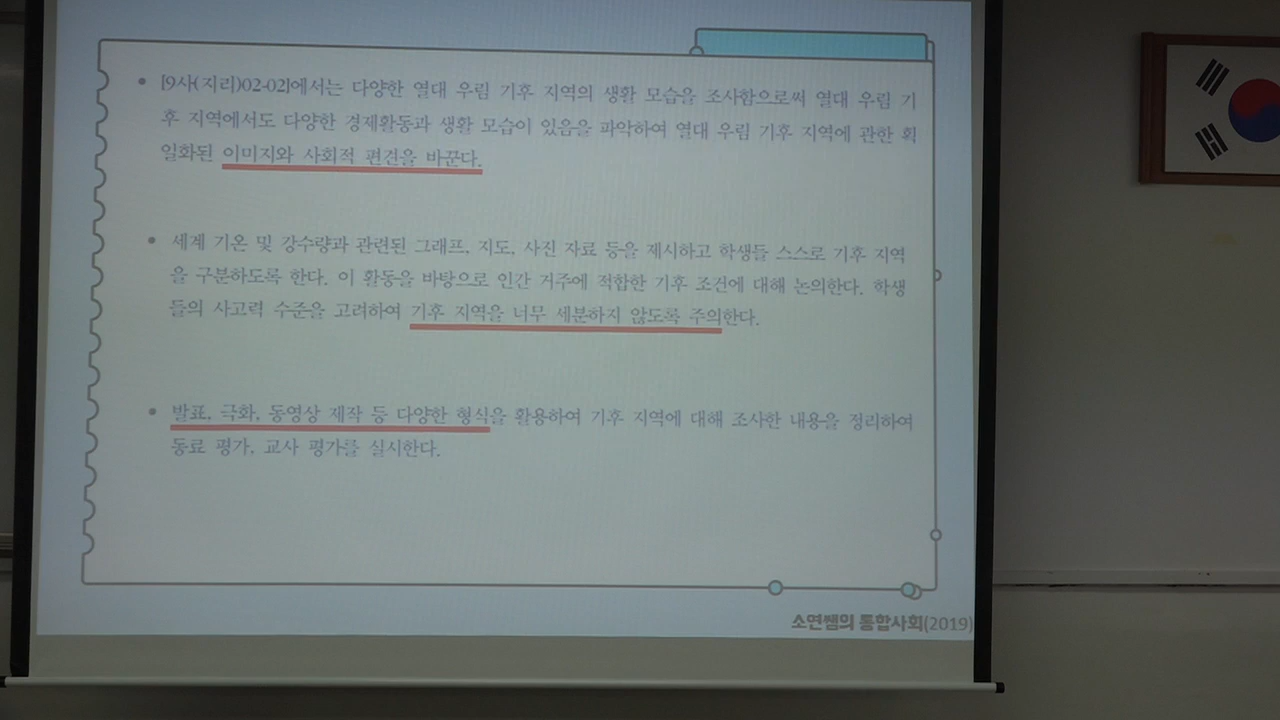 • [9사(지리)02-02]에서는 다양한 열대 우림 기후 지역의 생활 모습을 조사함으로써 열대 우림 기
후 지역에서도 다양한 경제활동과 생활 모습이 있음을 파악하여 열대 우림 기후 지역에 관한 획
일화된 이미지와 사회적 편견을 바꾼다.
• 세계 기온 및 강수량과 관련된 그래프, 지도, 사진 자료 등을 제시하고 학생들 스스로 기후 지역
을 구분하도록 한다. 이 활동을 바탕으로 인간 거주에 적합한 기후 조건에 대해 논의한다. 학생
들의 사고력 수준을 고려하여 기후 지역을 너무 세분하지 않도록 주의한다.
• 발표, 극화, 동영상 제작 등 다양한 형식을 활용하여 기후 지역에 대해 조사한 내용을 정리하여
동료 평가, 교사 평가를 실시한다.
소연쌤의 통합사회(2019)